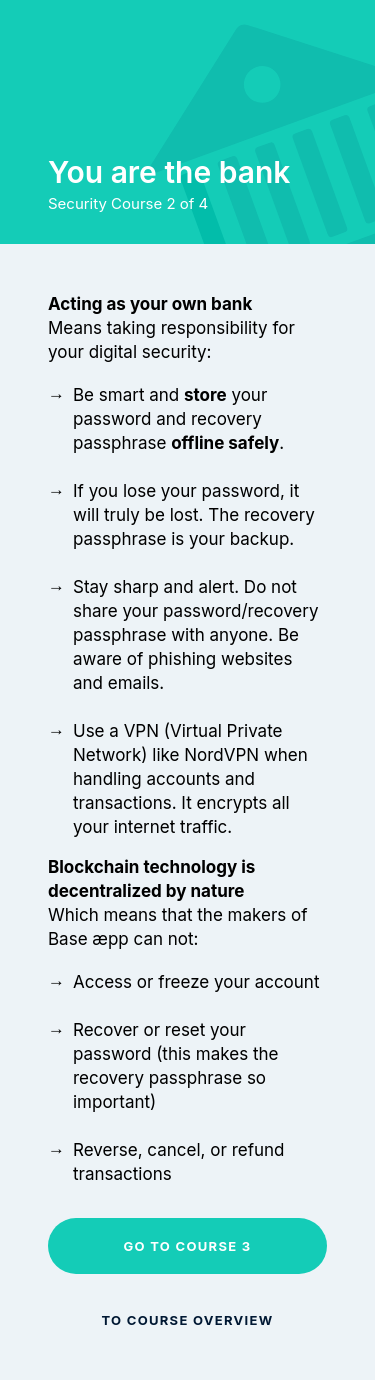 You are the bank
Security Course 2 of 4
Acting as your own bank
Means taking responsibility for
your digital security:
→ Be smart and store your
password and recovery
passphrase offline safely.
→ If you lose your password, it
will truly be lost. The recovery
passphrase is your backup.
→ Stay sharp and alert. Do not
share your password/recovery
passphrase with anyone. Be
aware of phishing websites
and emails.
→ Use a VPN (Virtual Private
Network) like NordVPN when
handling accounts and
transactions. It encrypts all
your internet traffic.
Blockchain technology is
decentralized by nature
Which means that the makers of
Base æpp can not:
→ Access or freeze your account
→ Recover or reset your
password (this makes the
recovery passphrase so
important)
→ Reverse, cancel, or refund
transactions
GO TO COURSE 3
TO COURSE OVERVIEW